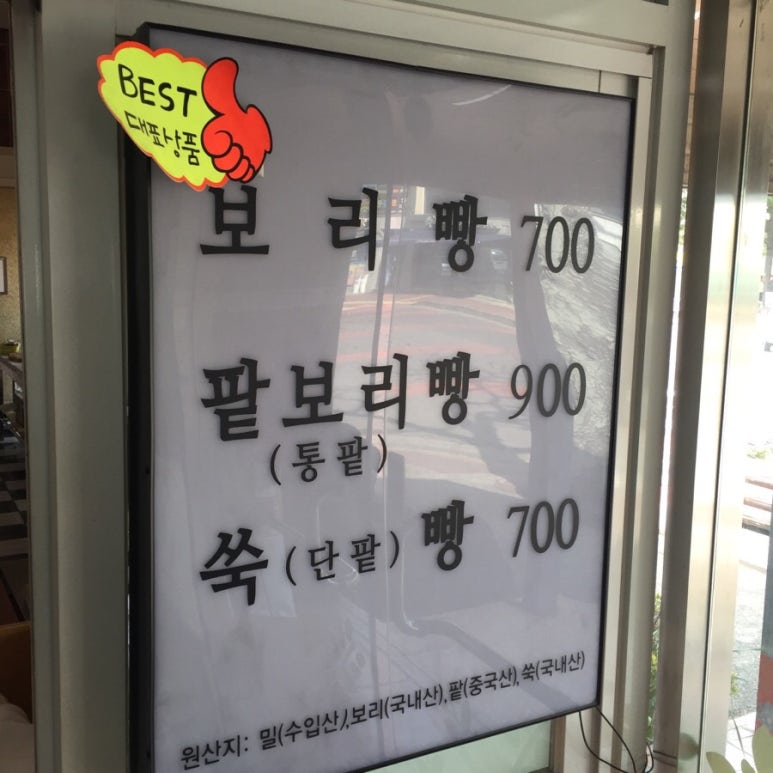 BEST
대표상품
보리빵 700
팥보리빵 900
(통팥)
쑥(단팥)빵 700
원산지: 밀(수입산),보리(국내산),팥(중국산),쑥(국내산)